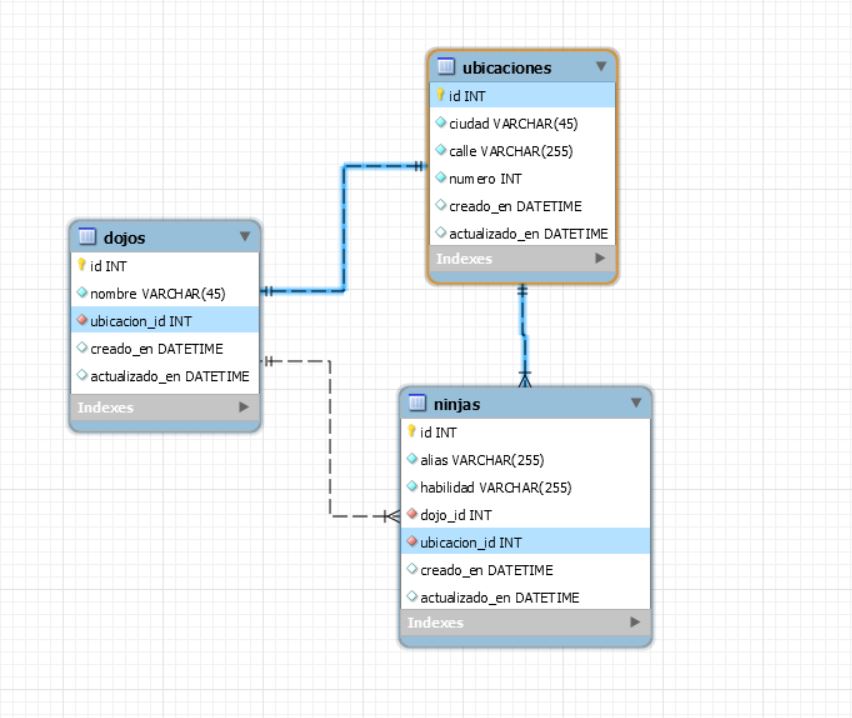 ubicaciones
id INT
ciudad VARCHAR(45)
calle VARCHAR(255)
numero INT
creado_en DATETIME
actualizado_en DATETIME
Indexes
dojos
id INT
nombre VARCHAR(45)
ubicacion_id INT
creado_en DATETIME
actualizado_en DATETIME
Indexes
ninjas
id INT
alias VARCHAR(255)
habilidad VARCHAR(255)
dojo_id INT
ubicacion_id INT
creado_en DATETIME
actualizado_en DATETIME
Indexes